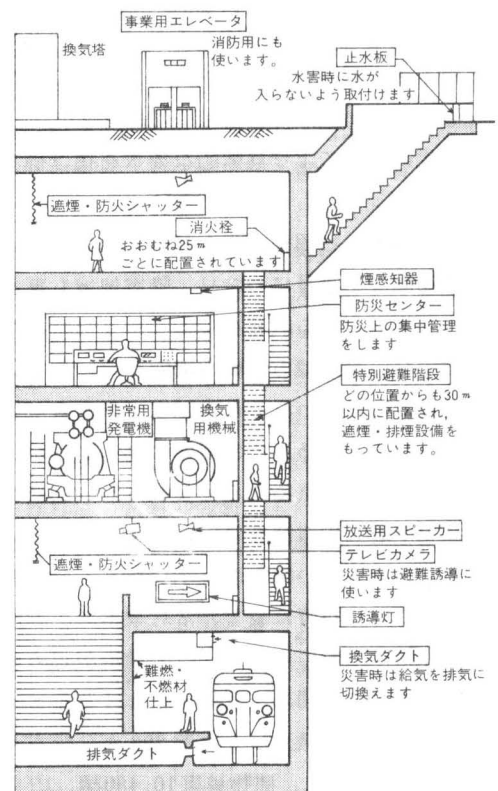 事業用エレベータ
消防用にも
使います。
換気塔
止水板
水害時に水が
入らないよう取付けます
遮煙・防火シャッター
消火栓
おおむね25m
ごとに配置されています
煙感知器
防災センター
防災上の集中管理
をします
特別避難階段
どの位置からも30m
以内に配置され,
遮煙・排煙設備を
もっています。
非常用
発電機
換気
用機械
放送用スピーカー
テレビカメラ
災害時は避難誘導に
使います
遮煙・防火シャッター
誘導灯
換気ダクト
災害時は給気を排気に
切換えます
難燃・
不燃材
仕上
排気ダクト